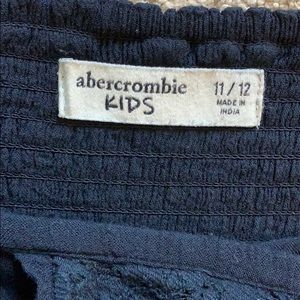 abercrombie
KIDS
11 / 12
MADE IN
INDIA